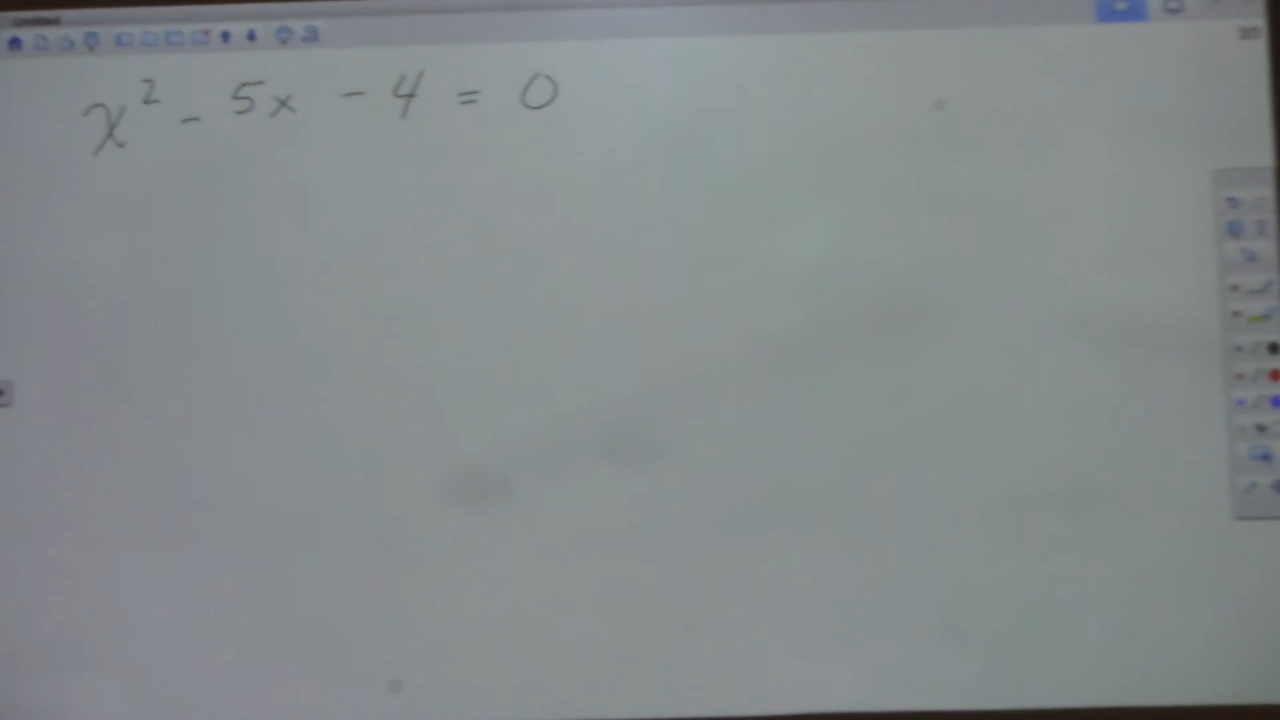 x² - 5x - 4 = 0